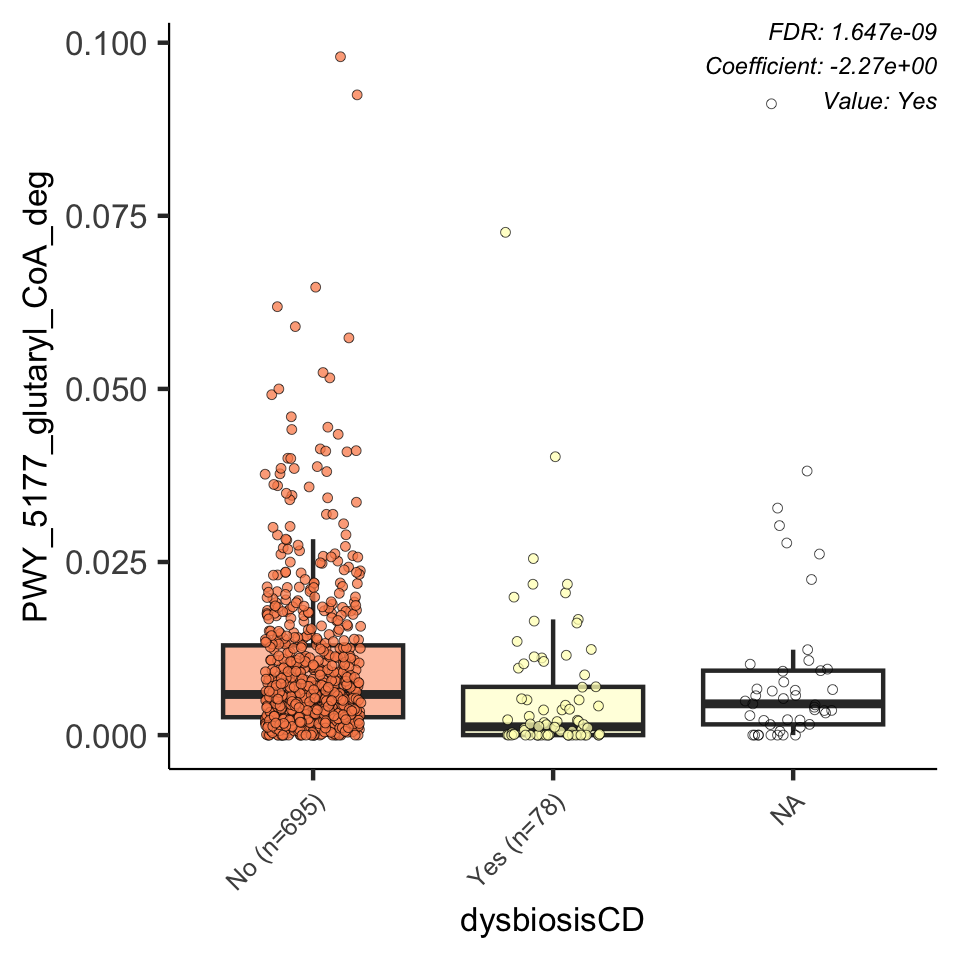 FDR: 1.647e-09
Coefficient: -2.27e+00
Value: Yes
PWY_5177_glutaryl_CoA_deg
0.100
0.075
0.050
0.025
0.000
No (n=695)
Yes (n=78)
NA
dysbiosisCD